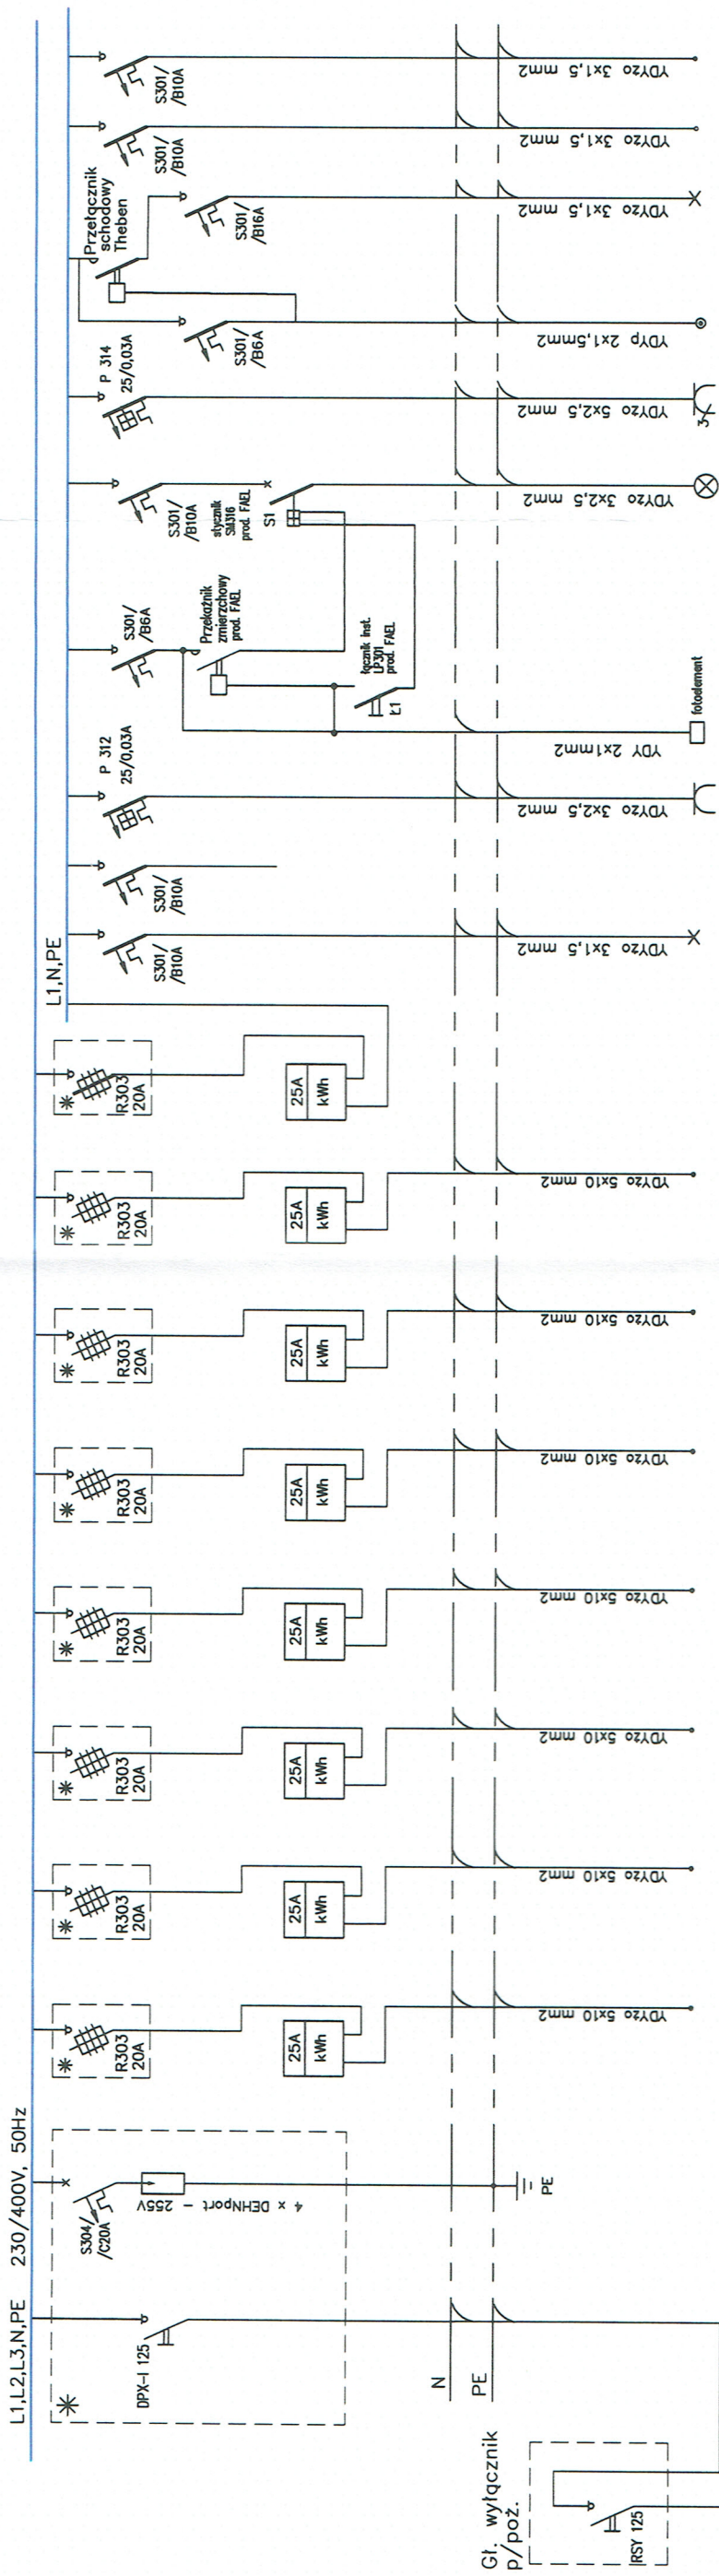 L1,L2,L3,N,PE 230/400V, 50Hz
Gł. wyłącznik
p/poż.
RSY 125
DPX-I 125
N
PE
S304/
/C20A
4 x DEHNport - 255V
PE
R303
20A
25A
kWh
YDYżo 5x10 mm2
R303
20A
25A
kWh
YDYżo 5x10 mm2
R303
20A
25A
kWh
YDYżo 5x10 mm2
R303
20A
25A
kWh
YDYżo 5x10 mm2
R303
20A
25A
kWh
YDYżo 5x10 mm2
R303
20A
25A
kWh
YDYżo 5x10 mm2
R303
20A
25A
kWh
YDYżo 5x10 mm2
R303
20A
25A
kWh
L1,N,PE
S301/
/B10A
YDYżo 3x1,5 mm2
S301/
/B10A
P 312
25/0,03A
YDYżo 3x2,5 mm2
S301/
/B6A
Przekaźnik
zmierzchowy
prod. FAEL
łącznik inst.
LP301
prod. FAEL
Ł1
YDY 2x1mm2
fotoelement
S301/
/B10A
stycznik
SM316
prod. FAEL
S1
YDYżo 3x2,5 mm2
P 314
25/0,03A
YDYżo 5x2,5 mm2
3
S301/
/B6A
YDYp 2x1,5mm2
Przełącznik
schodowy
Theben
S301/
/B16A
YDYżo 3x1,5 mm2
S301/
/B10A
YDYżo 3x1,5 mm2
S301/
/B10A
YDYżo 3x1,5 mm2